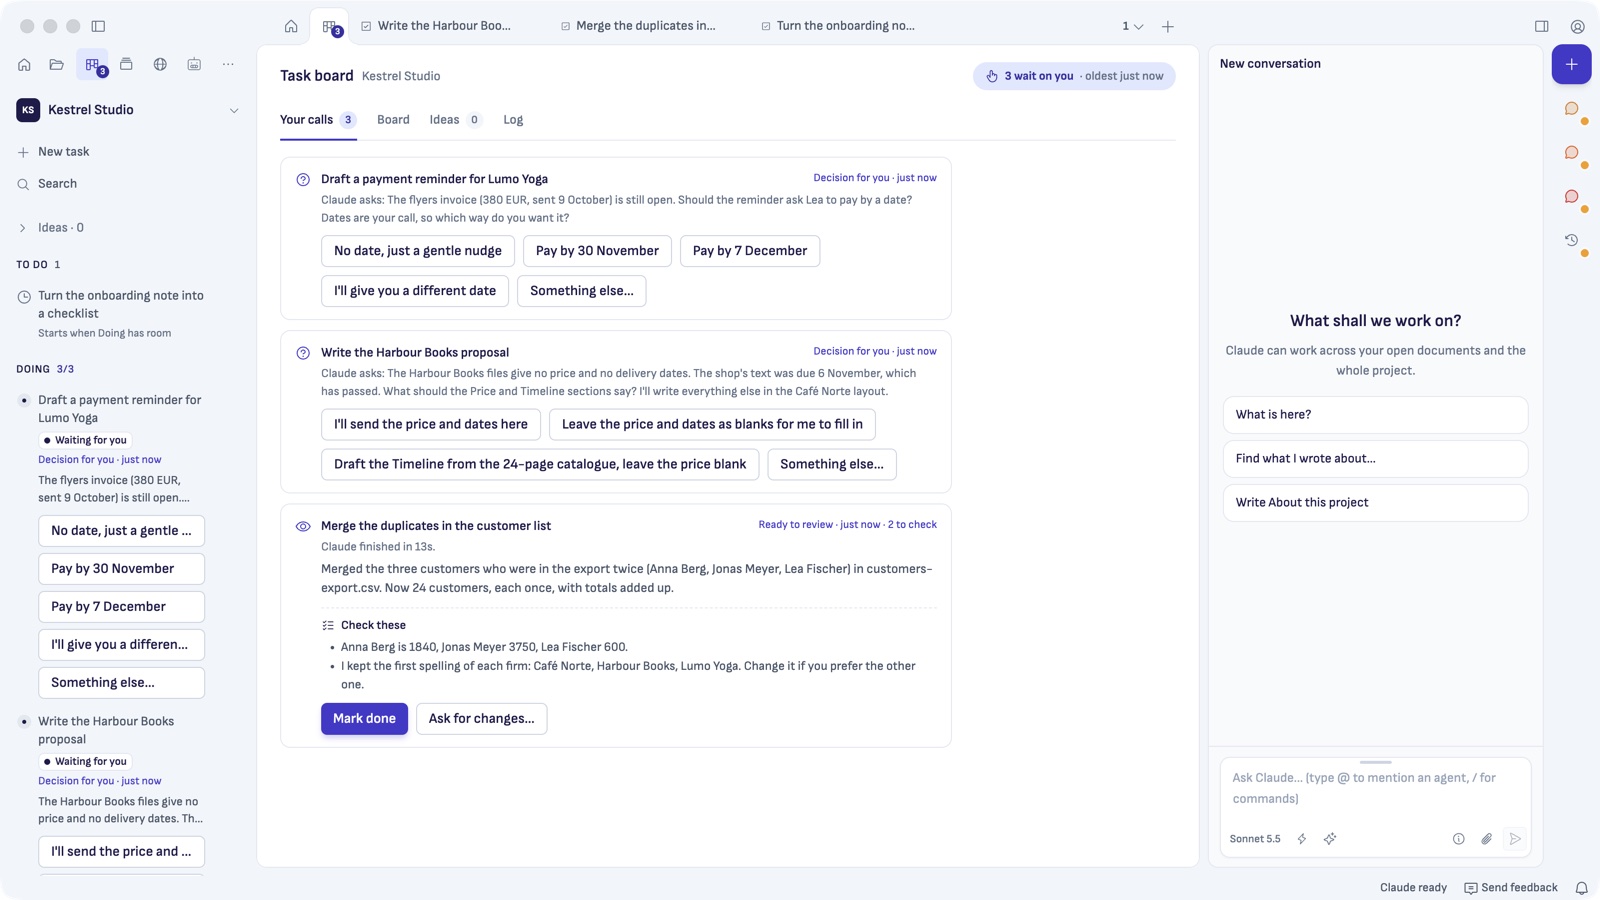 3
Write the Harbour Boo...
Merge the duplicates in...
Turn the onboarding no...
1
3
KS
Kestrel Studio
New task
Search
Ideas · 0
TO DO 1
Turn the onboarding note into
a checklist
Starts when Doing has room
DOING 3/3
Draft a payment reminder for
Lumo Yoga
Waiting for you
Decision for you · just now
The flyers invoice (380 EUR,
sent 9 October) is still open....
No date, just a gentle ...
Pay by 30 November
Pay by 7 December
I'll give you a differen...
Something else...
Write the Harbour Books
proposal
Waiting for you
Decision for you · just now
The Harbour Books files give no
price and no delivery dates. Th...
I'll send the price and ...
Task board Kestrel Studio
3 wait on you · oldest just now
Your calls 3 Board Ideas 0 Log
Draft a payment reminder for Lumo Yoga
Decision for you · just now
Claude asks: The flyers invoice (380 EUR, sent 9 October) is still open. Should the reminder ask Lea to pay by a date?
Dates are your call, so which way do you want it?
No date, just a gentle nudge
Pay by 30 November
Pay by 7 December
I'll give you a different date
Something else...
Write the Harbour Books proposal
Decision for you · just now
Claude asks: The Harbour Books files give no price and no delivery dates. The shop's text was due 6 November, which
has passed. What should the Price and Timeline sections say? I'll write everything else in the Café Norte layout.
I'll send the price and dates here
Leave the price and dates as blanks for me to fill in
Draft the Timeline from the 24-page catalogue, leave the price blank
Something else...
Merge the duplicates in the customer list
Ready to review · just now · 2 to check
Claude finished in 13s.
Merged the three customers who were in the export twice (Anna Berg, Jonas Meyer, Lea Fischer) in customers-
export.csv. Now 24 customers, each once, with totals added up.
Check these
• Anna Berg is 1840, Jonas Meyer 3750, Lea Fischer 600.
• I kept the first spelling of each firm: Café Norte, Harbour Books, Lumo Yoga. Change it if you prefer the other
one.
Mark done
Ask for changes...
New conversation
What shall we work on?
Claude can work across your open documents and the
whole project.
What is here?
Find what I wrote about...
Write About this project
Ask Claude... (type @ to mention an agent, / for
commands)
Sonnet 5.5
Claude ready
Send feedback